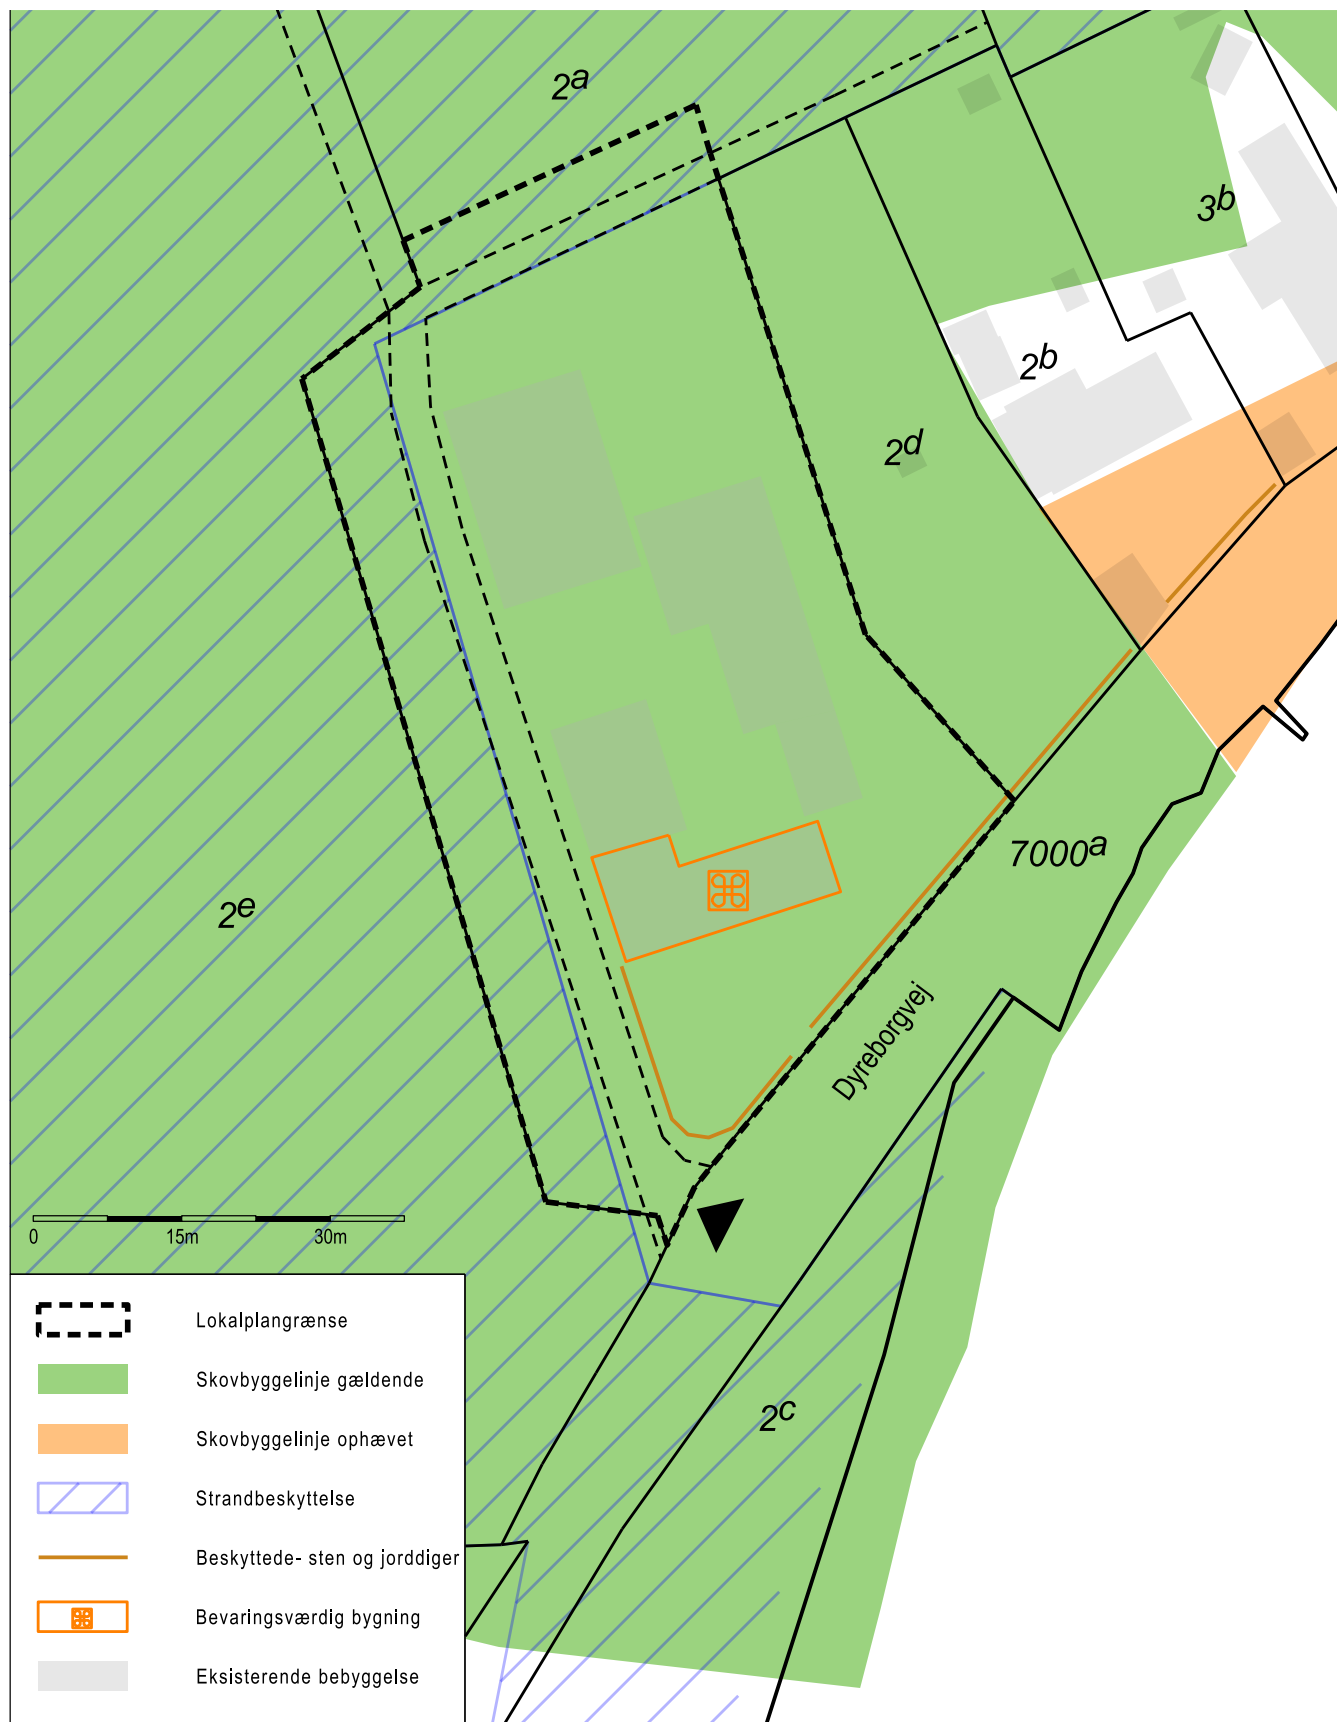 2a
3b
2b
2d
7000a
2e
Dyreborgvej
0 15m 30m
2c
Lokalplangrænse
Skovbyggelinje gældende
Skovbyggelinje ophævet
Strandbeskyttelse
Beskyttede- sten og jorddiger
Bevaringsværdig bygning
Eksisterende bebyggelse